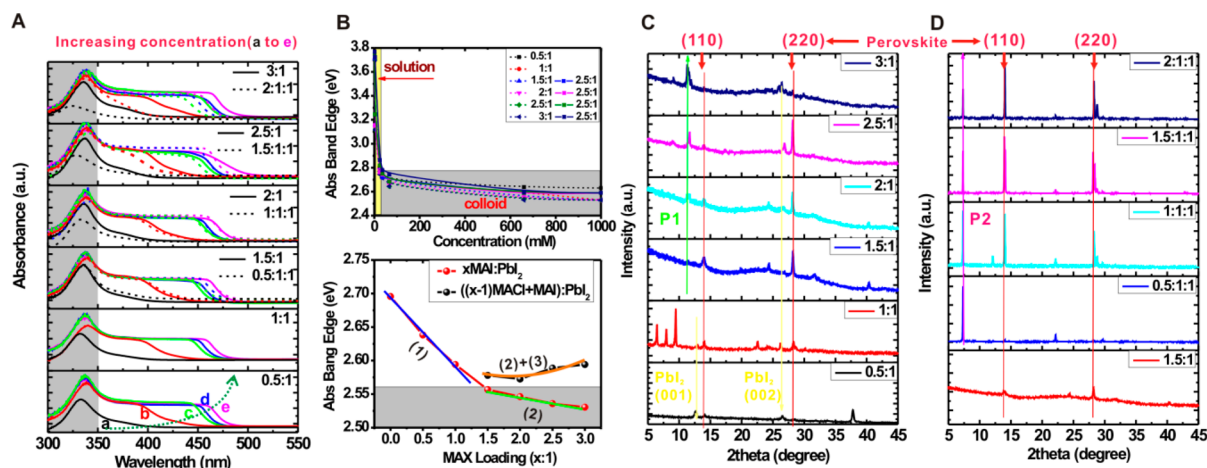 A
Increasing concentration(a to e)
3:1
2:1:1
2.5:1
1.5:1:1
2:1
1:1:1
1.5:1
0.5:1:1
1:1
0.5:1
a
b
c
d
e
Absorbance (a.u.)
300 350 400 450 500 550
Wavelength (nm)
B
3.8
3.6
3.4
3.2
3.0
2.8
2.6
2.4
Abs Band Edge (eV)
solution
0.5:1
1:1
1.5:1 2.5:1
2:1 2.5:1
2.5:1 2.5:1
3:1 2.5:1
colloid
0 200 400 600 800 1000
Concentration (mM)
2.75
2.70
2.65
2.60
2.55
2.50
Abs Bang Edge (eV)
xMAI:PbI2
((x-1)MACl+MAI):PbI2
(1)
(2)+(3)
(2)
0.0 0.5 1.0 1.5 2.0 2.5 3.0
MAX Loading (x:1)
C
(110)
(220)
Perovskite
3:1
2.5:1
2:1
P1
1.5:1
1:1
PbI2
(001)
PbI2
(002)
0.5:1
Intensity (a.u.)
5 10 15 20 25 30 35 40 45
2theta (degree)
D
(110)
(220)
2:1:1
1.5:1:1
P2
1:1:1
0.5:1:1
1.5:1
Intensity (a.u.)
5 10 15 20 25 30 35 40 45
2theta (degree)